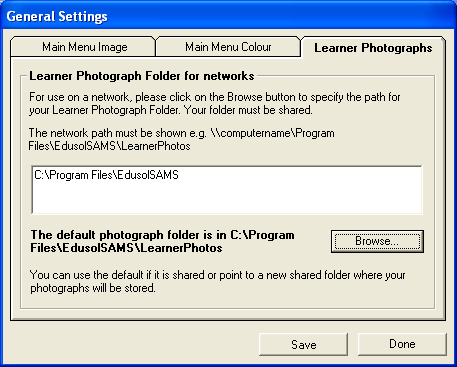 General Settings
Main Menu Image
Main Menu Colour
Learner Photographs
Learner Photograph Folder for networks
For use on a network, please click on the Browse button to specify the path for
your Learner Photograph Folder. Your folder must be shared.
The network path must be shown e.g. \\computername\Program
Files\EdusolSAMS\LearnerPhotos
C:\Program Files\EdusolSAMS
The default photograph folder is in C:\Program
Files\EdusolSAMS\LearnerPhotos
Browse...
You can use the default if it is shared or point to a new shared folder where your
photographs will be stored.
Save
Done